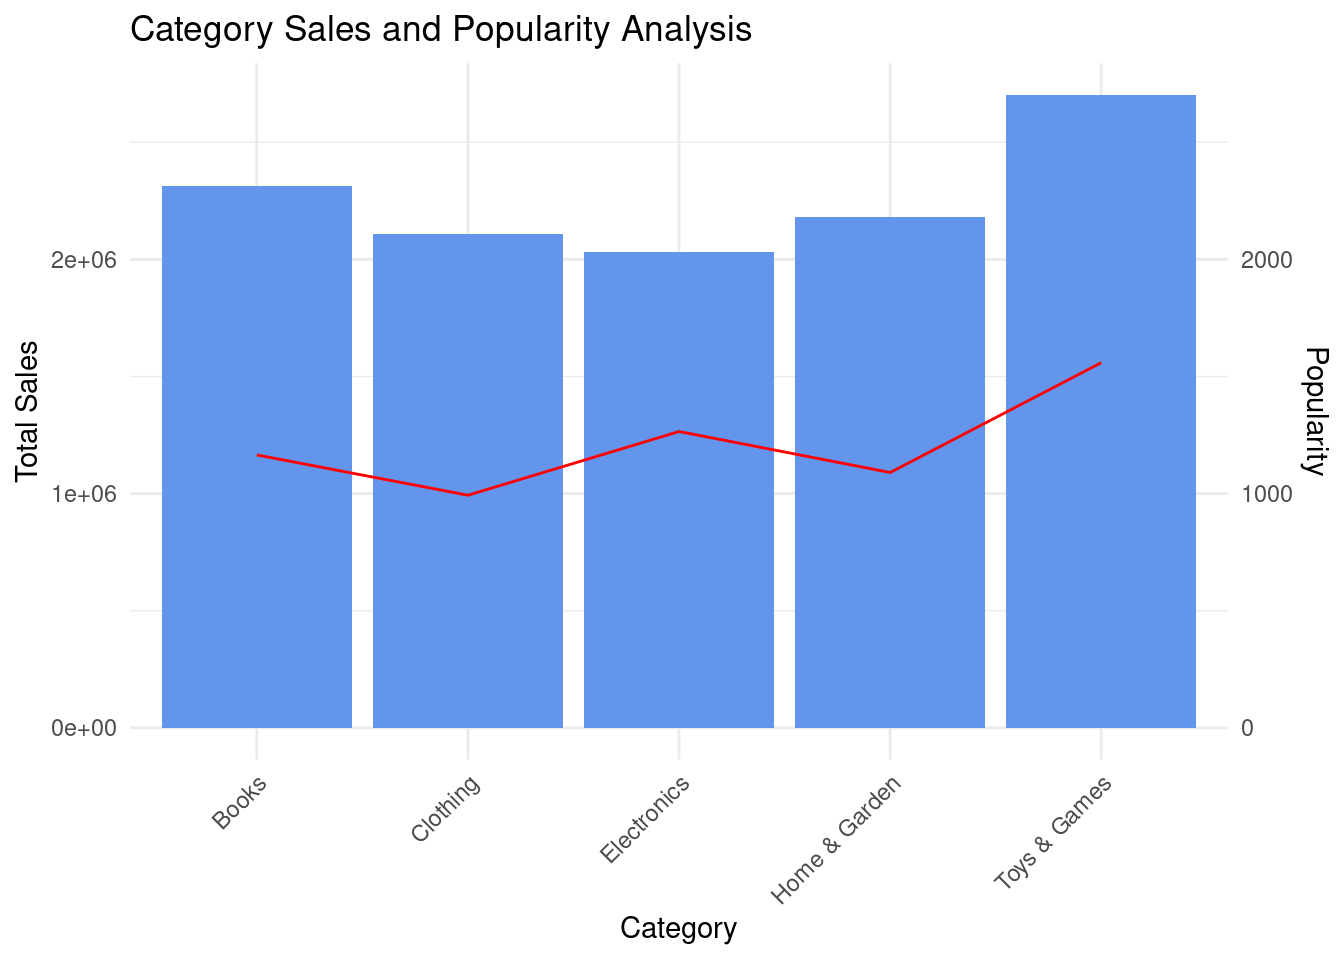 Category Sales and Popularity Analysis
Total Sales
2e+06
1e+06
0e+00
2000
1000
0
Popularity
Books
Clothing
Electronics
Home & Garden
Toys & Games
Category